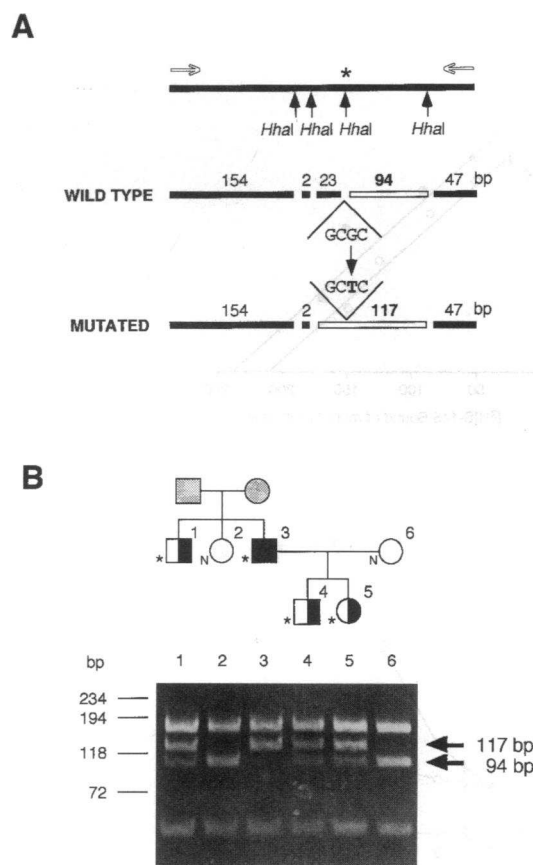 A
*
HhaI HhaI HhaI HhaI
154 2 23 94 47 bp
WILD TYPE
GCGC
GCTC
154 2 117 47 bp
MUTATED
B
1 2 3 6
* N * N
4 5
* *
bp 1 2 3 4 5 6
234
194
117 bp
118
94 bp
72